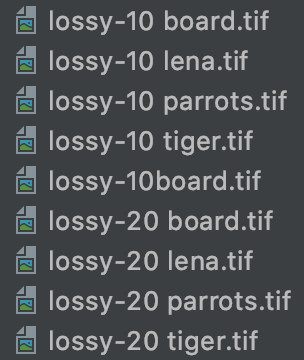 lossy-10 board.tif
lossy-10 lena.tif
lossy-10 parrots.tif
lossy-10 tiger.tif
lossy-10board.tif
lossy-20 board.tif
lossy-20 lena.tif
lossy-20 parrots.tif
lossy-20 tiger.tif